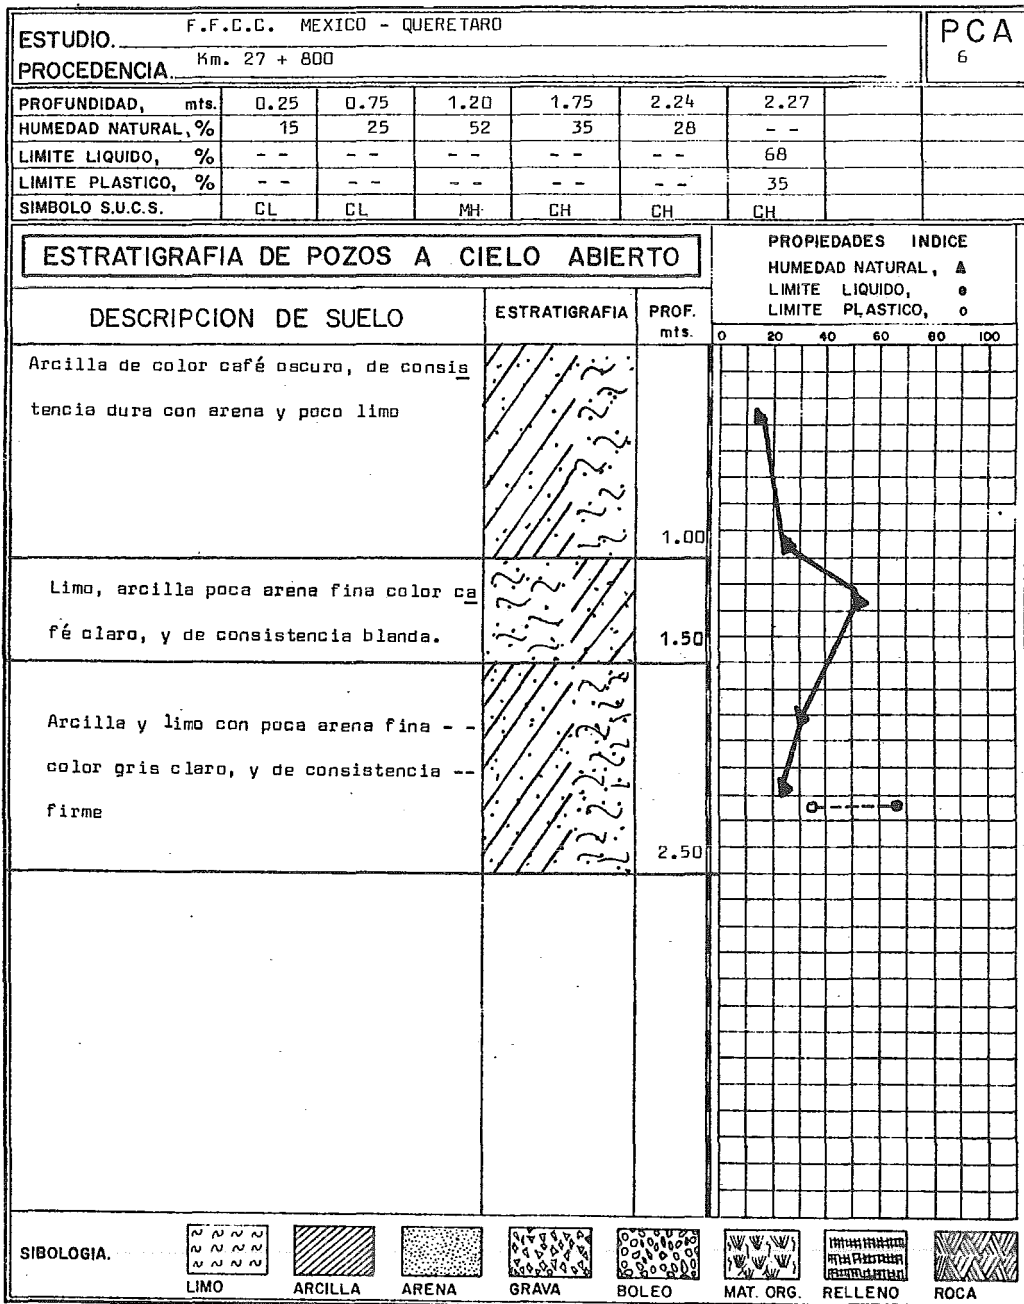 F.F.C.C. MEXICO - QUERETARO
ESTUDIO.
PCA
6
PROCEDENCIA. Km. 27 + 800
PROFUNDIDAD, mts. 0.25 0.75 1.20 1.75 2.24 2.27
HUMEDAD NATURAL, % 15 25 52 35 28 - -
LIMITE LIQUIDO, % - - - - - - - - - - 68
LIMITE PLASTICO, % - - - - - - - - - - 35
SIMBOLO S.U.C.S. CL CL MH CH CH CH
ESTRATIGRAFIA DE POZOS A CIELO ABIERTO
PROPIEDADES INDICE
HUMEDAD NATURAL, ▲
LIMITE LIQUIDO, ●
LIMITE PLASTICO, o
DESCRIPCION DE SUELO
ESTRATIGRAFIA
PROF. mts.
0 20 40 60 80 100
Arcilla de color café oscuro, de consis
tencia dura con arena y poco limo
1.00
Limo, arcilla poca arena fina color ca
fé claro, y de consistencia blanda.
1.50
Arcilla y limo con poca arena fina - -
color gris claro, y de consistencia --
firme
2.50
SIBOLOGIA.
LIMO ARCILLA ARENA GRAVA BOLEO MAT. ORG. RELLENO ROCA